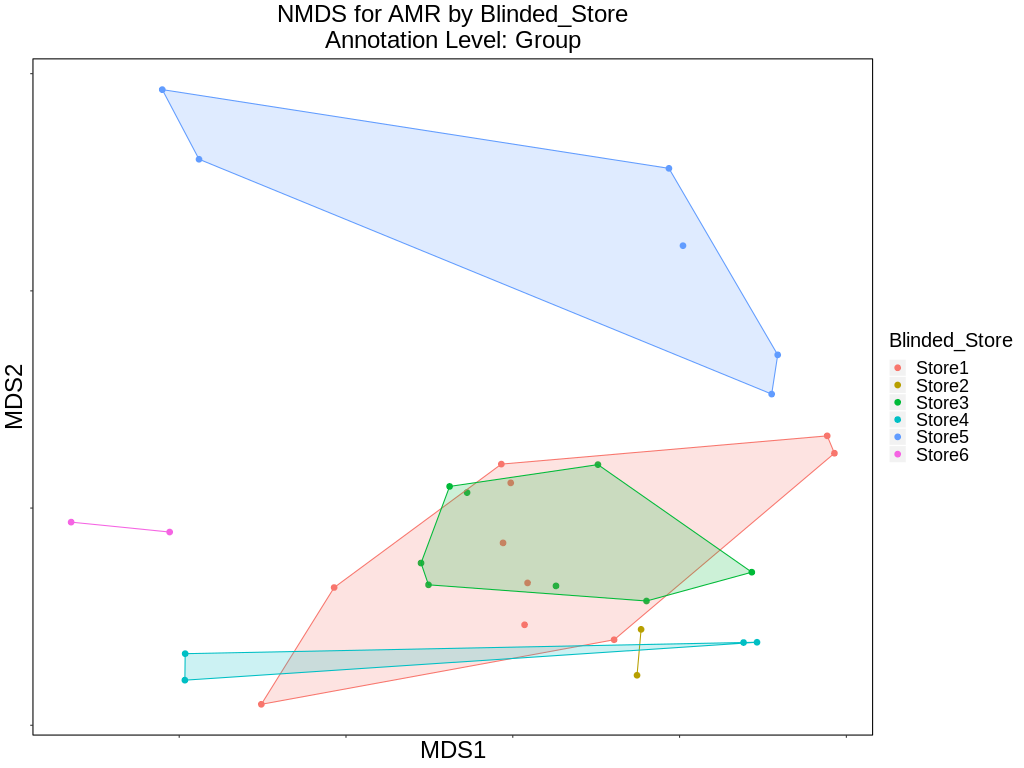 NMDS for AMR by Blinded_Store
Annotation Level: Group
MDS2
MDS1
Blinded_Store
Store1
Store2
Store3
Store4
Store5
Store6